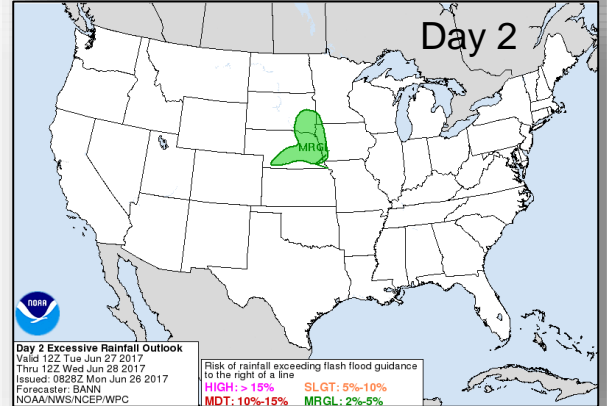 Day 2
MRGL
NOAA
Day 2 Excessive Rainfall Outlook
Valid 12Z Tue Jun 27 2017
Thru 12Z Wed Jun 28 2017
Issued: 0828Z Mon Jun 26 2017
Forecaster: BANN
NOAA/NWS/NCEP/WPC
Risk of rainfall exceeding flash flood guidance
to the right of a line
HIGH: > 15% SLGT: 5%-10%
MDT: 10%-15% MRGL: 2%-5%